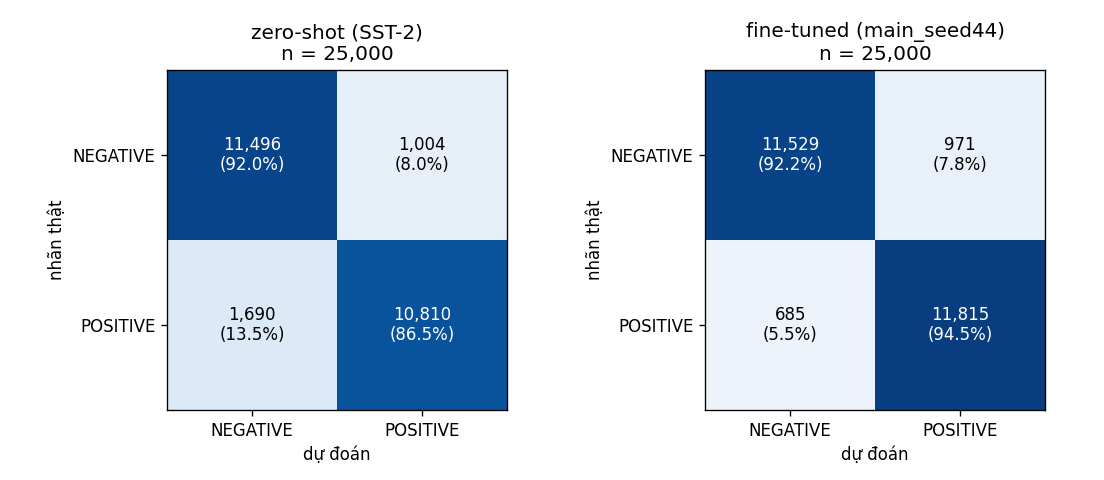 zero-shot (SST-2)
n = 25,000
nhãn thật
NEGATIVE
11,496
(92.0%)
1,004
(8.0%)
POSITIVE
1,690
(13.5%)
10,810
(86.5%)
NEGATIVE
POSITIVE
dự đoán
fine-tuned (main_seed44)
n = 25,000
nhãn thật
NEGATIVE
11,529
(92.2%)
971
(7.8%)
POSITIVE
685
(5.5%)
11,815
(94.5%)
NEGATIVE
POSITIVE
dự đoán